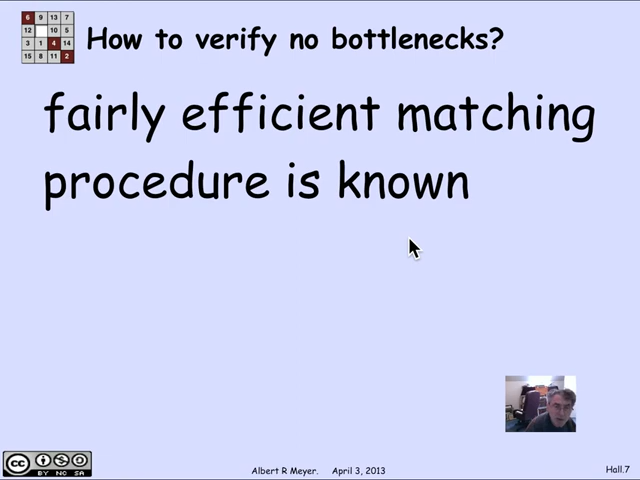 6 9 13 7
12 10 5
3 1 4 14
15 8 11 2
How to verify no bottlenecks?
fairly efficient matching
procedure is known
cc
BY NC SA
Albert R Meyer. April 3, 2013
Hall.7